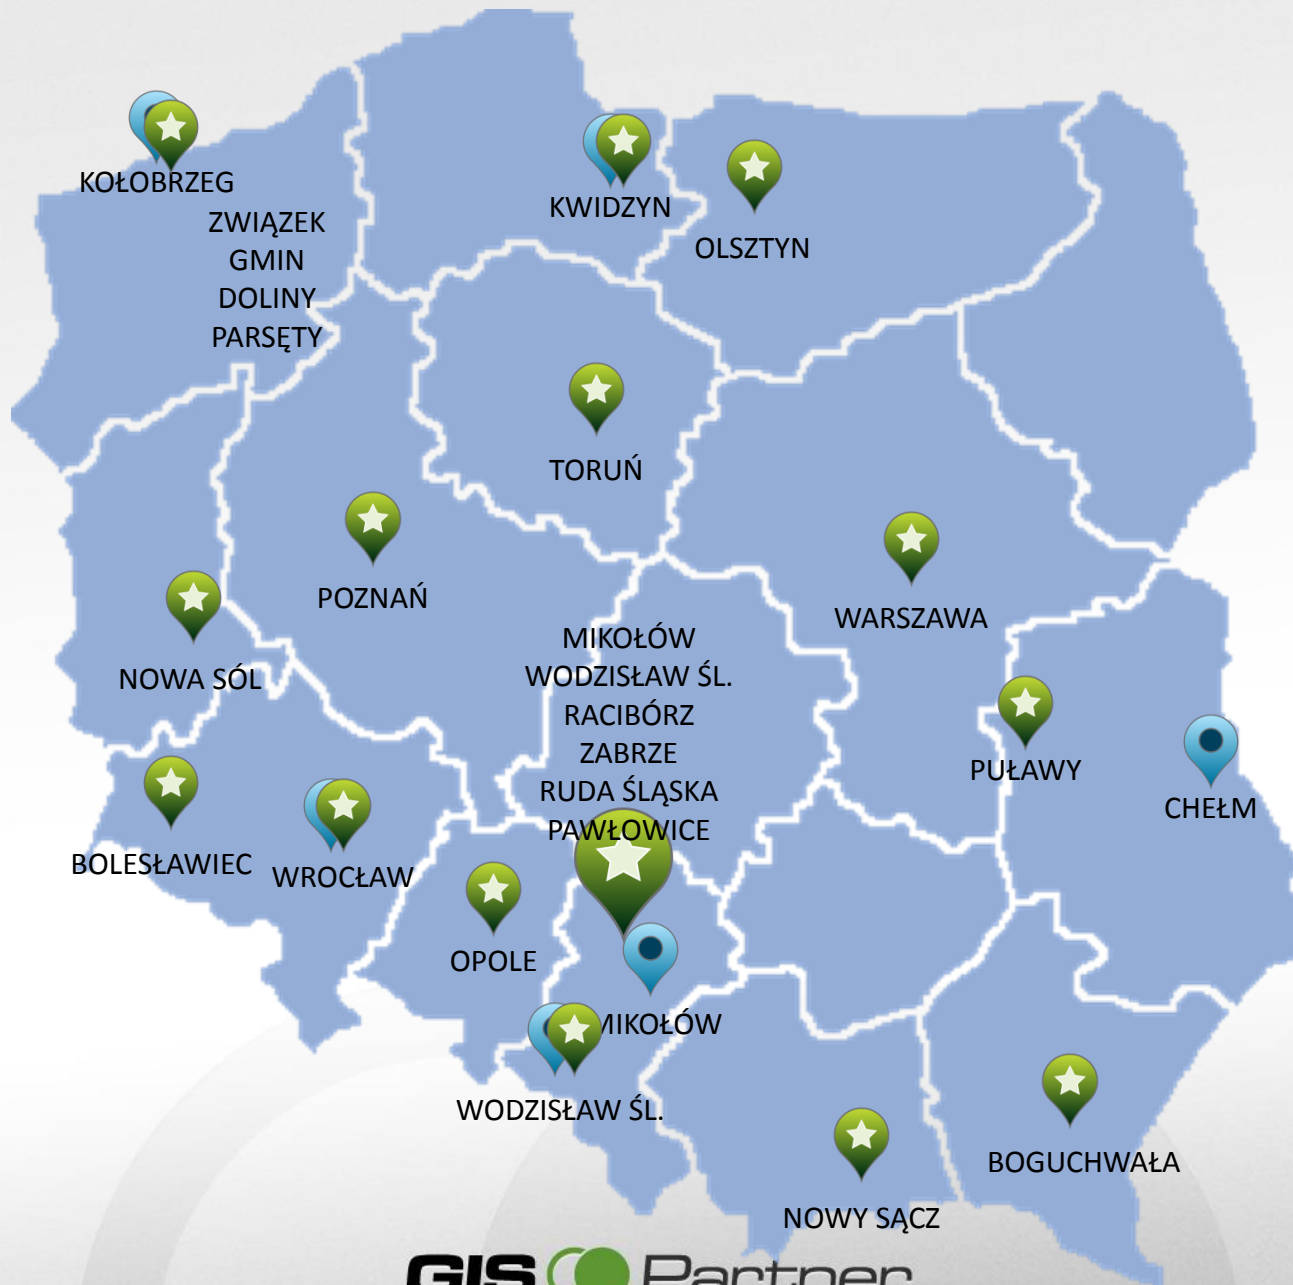 KOŁOBRZEG
ZWIĄZEK
GMIN
DOLINY
PARSĘTY
KWIDZYN
OLSZTYN
TORUŃ
POZNAŃ
WARSZAWA
NOWA SÓL
MIKOŁÓW
WODZISŁAW ŚL.
RACIBÓRZ
ZABRZE
RUDA ŚLĄSKA
PAWŁOWICE
PUŁAWY
CHEŁM
BOLESŁAWIEC
WROCŁAW
OPOLE
MIKOŁÓW
WODZISŁAW ŚL.
BOGUCHWAŁA
NOWY SĄCZ
GIS Partner